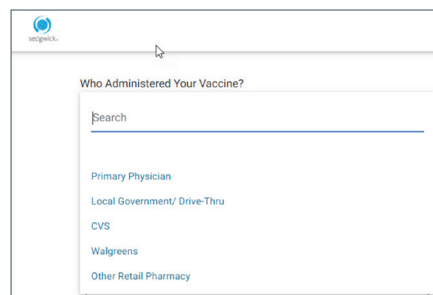 sedgwick.
Who Administered Your Vaccine?
Search
Primary Physician
Local Government/ Drive-Thru
CVS
Walgreens
Other Retail Pharmacy